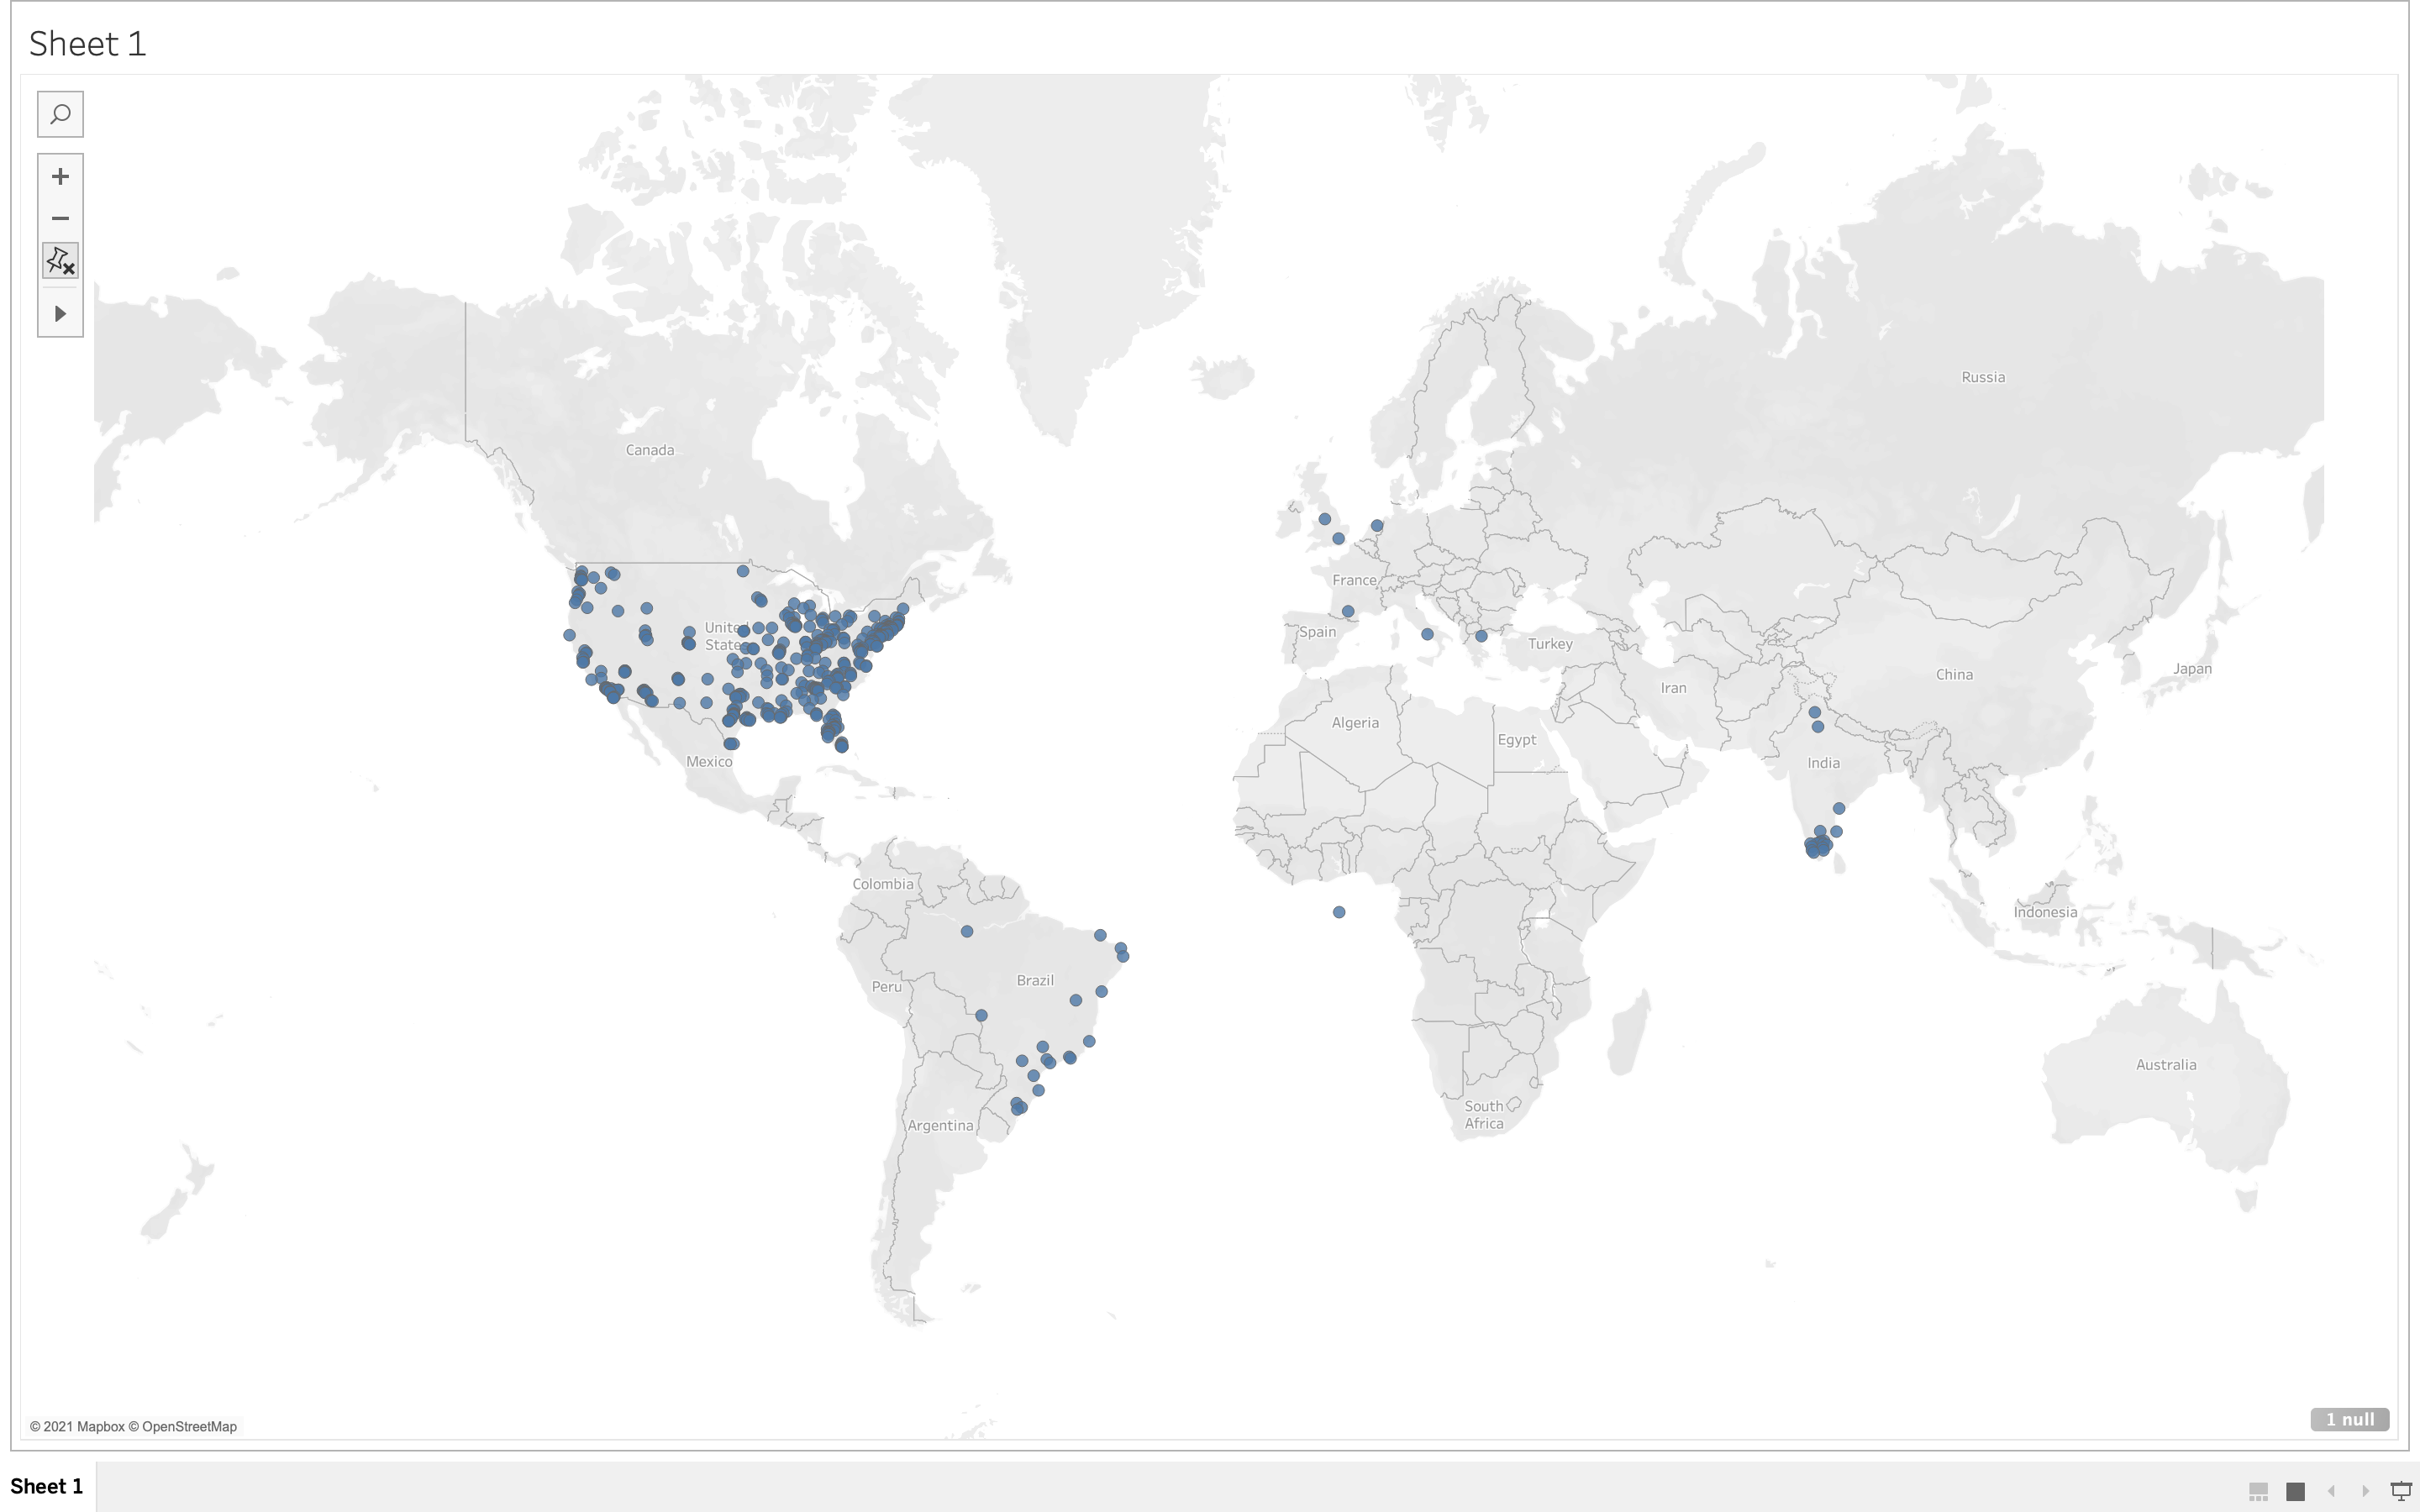 Sheet 1
Russia
Canada
France
United
States
Spain
Turkey
Japan
China
Iran
Algeria
Egypt
Mexico
India
Colombia
Indonesia
Brazil
Peru
Australia
South
Africa
Argentina
© 2021 Mapbox © OpenStreetMap
1 null
Sheet 1